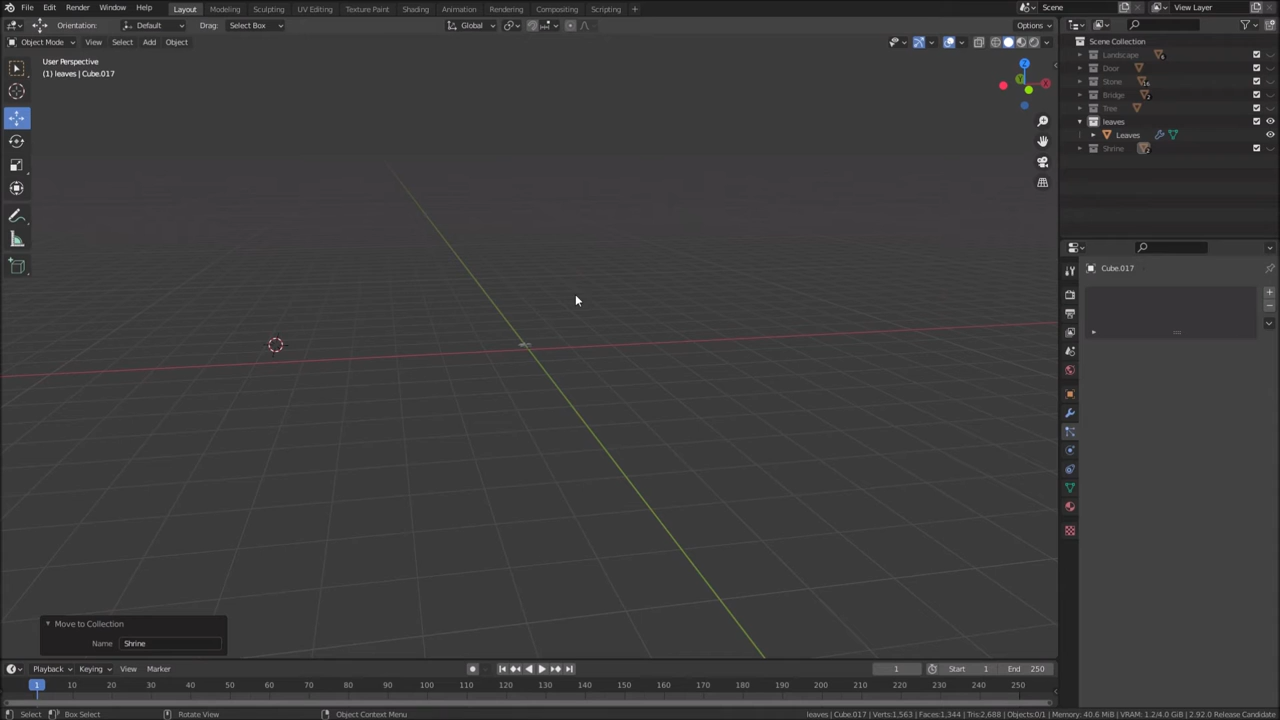 File Edit Render Window Help Layout Modeling Sculpting UV Editing Texture Paint Shading Animation Rendering Compositing Scripting + Scene View Layer
Orientation: Default Drag: Select Box Global Options
Object Mode View Select Add Object
Scene Collection
User Perspective
(1) leaves | Cube.017
Z
Y
X
Landscape 6
Door
Stone 16
Bridge 2
Tree
leaves
Leaves
Shrine 2
Cube.017
Move to Collection
Name Shrine
Playback Keying View Marker 1 Start 1 End 250
1 10 20 30 40 50 60 70 80 90 100 110 120 130 140 150 160 170 180 190 200 210 220 230 240 250
Select Box Select Rotate View Object Context Menu leaves | Cube.017 | Verts:1,563 | Faces:1,344 | Tris:2,688 | Objects:0/1 | Memory: 40.6 MiB | VRAM: 1.2/4.0 GiB | 2.92.0 Release Candidate